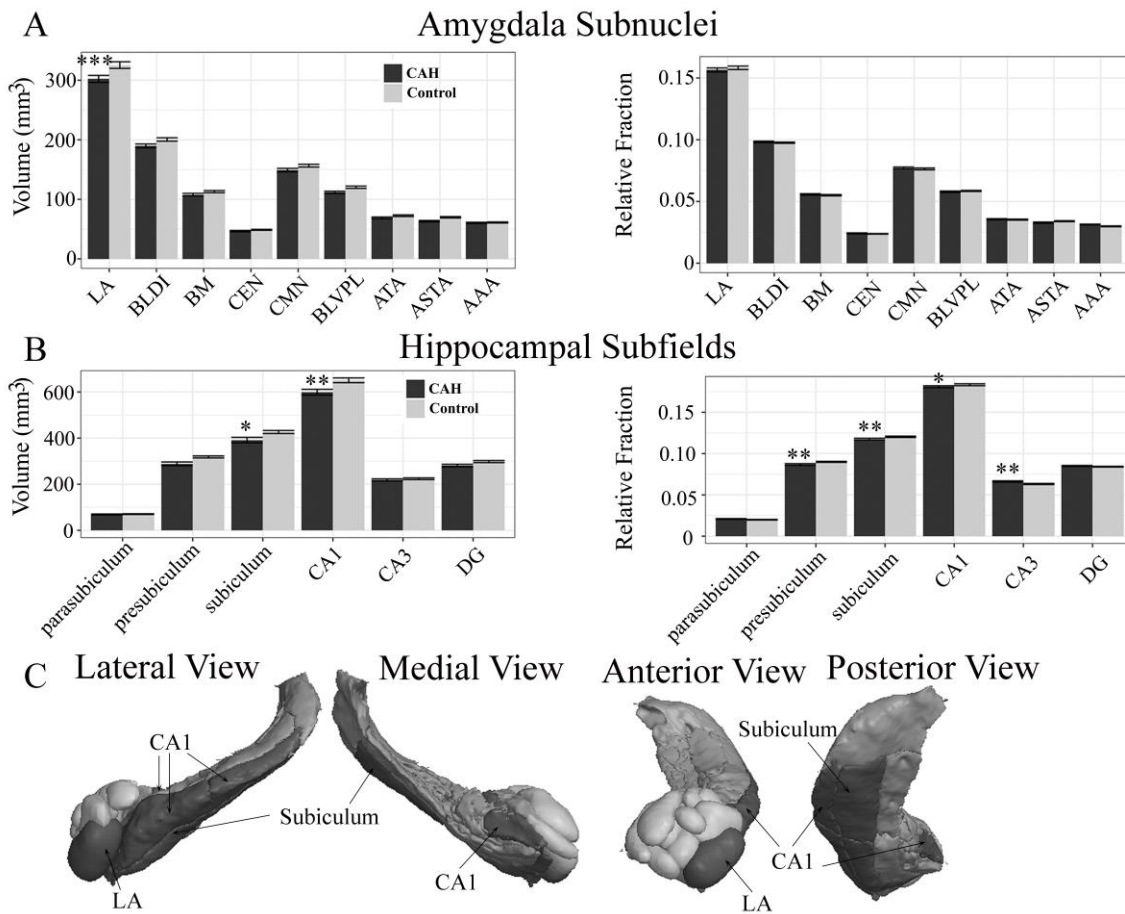 A Amygdala Subnuclei
Volume (mm³)
300
200
100
0
***
CAH
Control
LA BLDI BM CEN CMN BLVPL ATA ASTA AAA
Relative Fraction
0.15
0.10
0.05
0
LA BLDI BM CEN CMN BLVPL ATA ASTA AAA
B Hippocampal Subfields
Volume (mm³)
600
400
200
0
* **
CAH
Control
parasubiculum presubiculum subiculum CA1 CA3 DG
Relative Fraction
0.15
0.10
0.05
0
** ** * **
parasubiculum presubiculum subiculum CA1 CA3 DG
C Lateral View Medial View Anterior View Posterior View
CA1
Subiculum
LA
CA1
Subiculum
CA1
LA